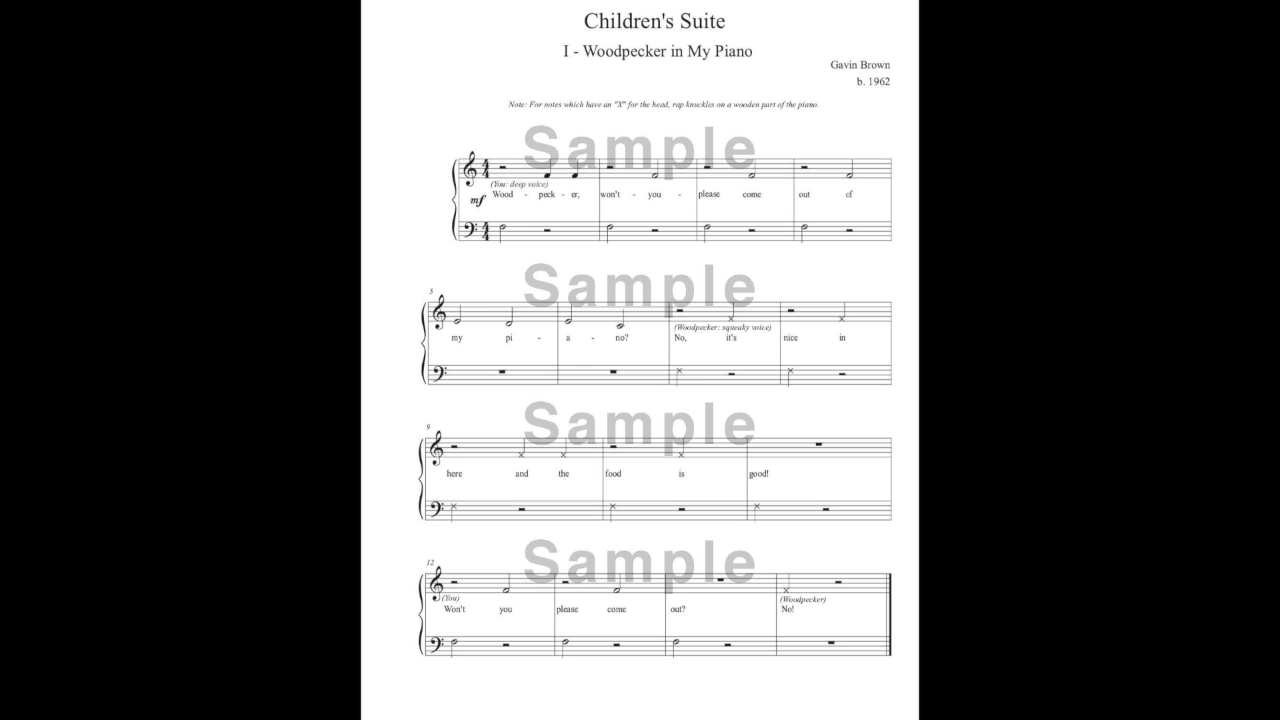 Children's Suite
I - Woodpecker in My Piano
Gavin Brown
b. 1962
Note: For notes which have an "X" for the head, rap knuckles on a wooden part of the piano.
Sample
(You: deep voice)
Wood - peck - er, won't - you - please come out of
mf
Sample
5
(Woodpecker: squeaky voice)
my pi - a - no? No, it's nice in
Sample
9
here and the food is good!
Sample
12
(You) (Woodpecker)
Won't you please come out? No!